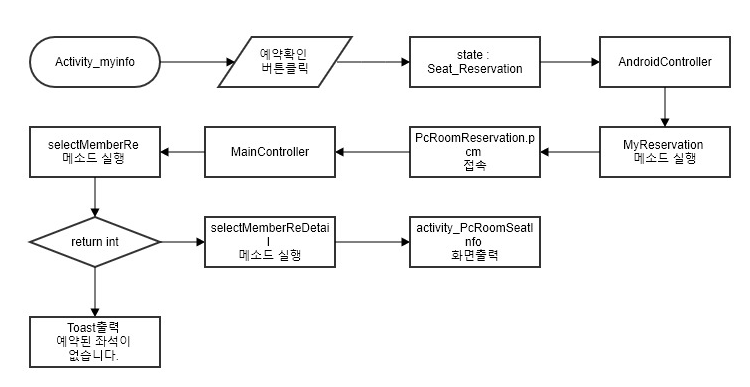 Activity_myinfo
예약확인
버튼클릭
state :
Seat_Reservation
AndroidController
selectMemberRe
메소드 실행
MainController
PcRoomReservation.p
cm
접속
MyReservation
메소드 실행
return int
selectMemberReDetai
l
메소드 실행
activity_PcRoomSeatI
nfo
화면출력
Toast출력
예약된 좌석이
없습니다.